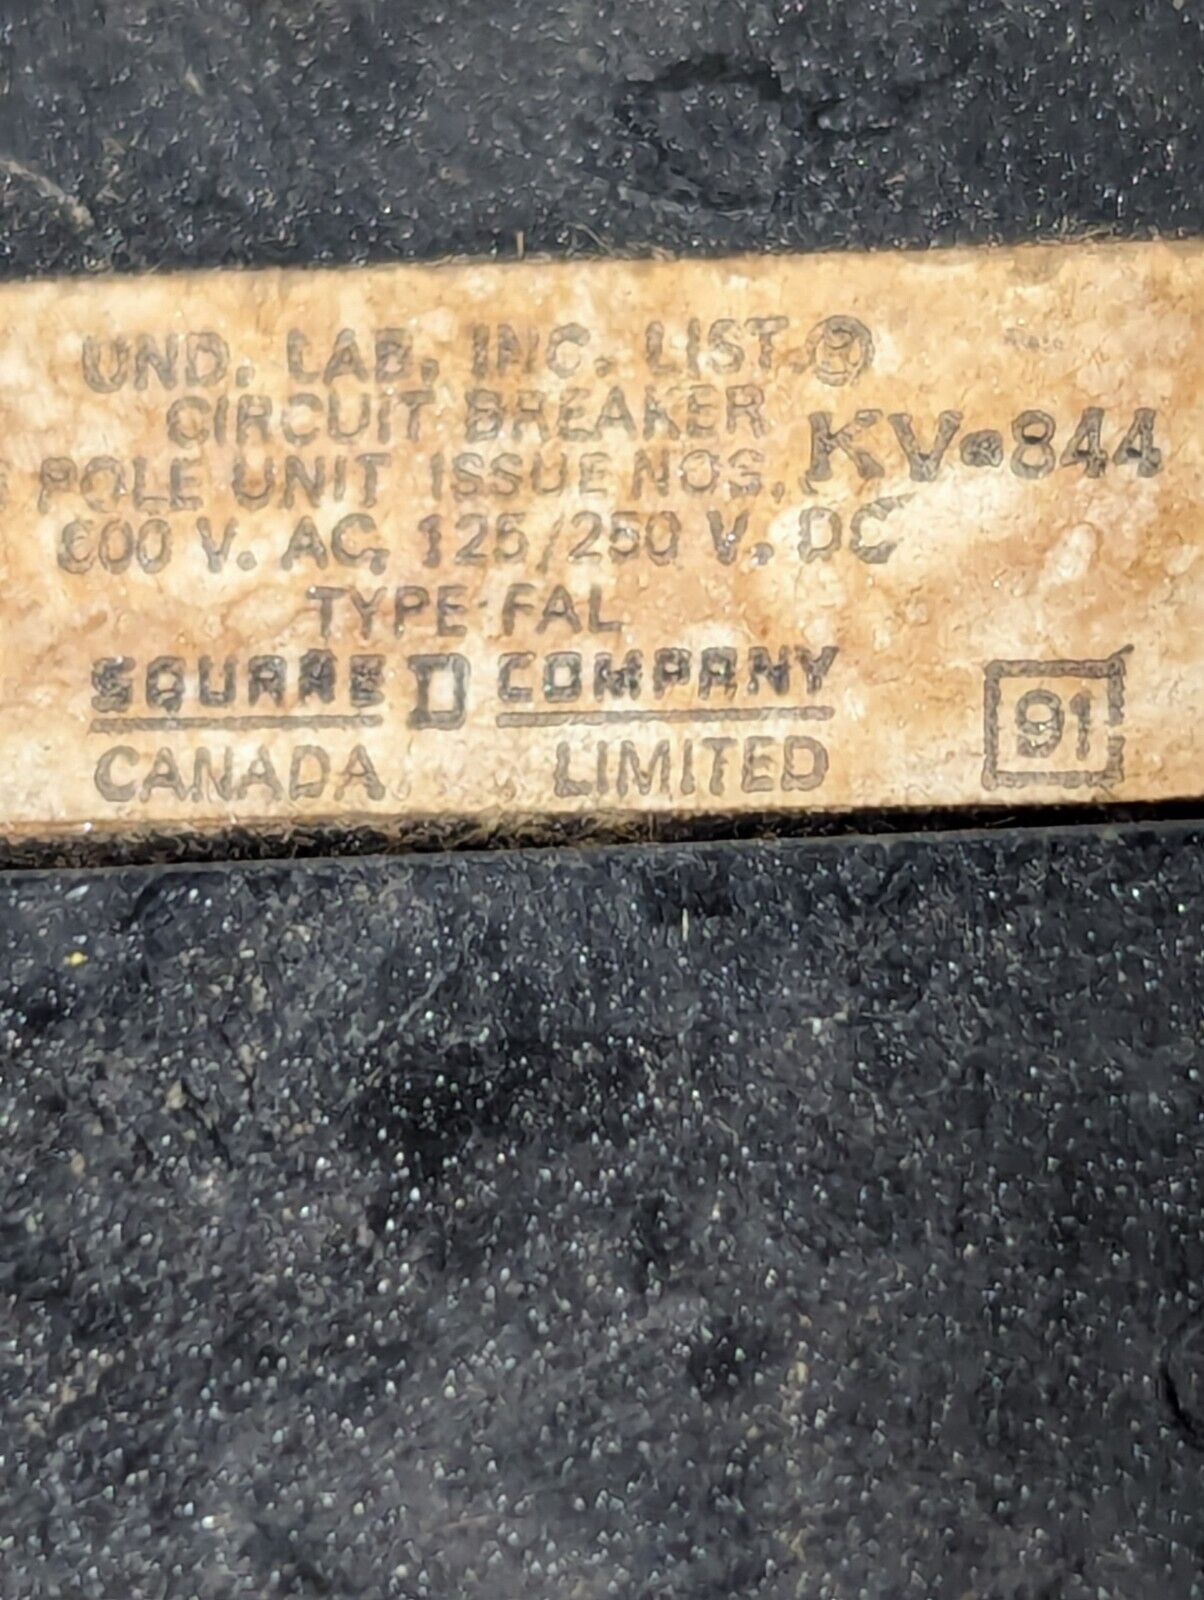 UND. LAB. INC. LIST.
CIRCUIT BREAKER
POLE UNIT ISSUE NOS. KV-844
600 V. AC, 125/250 V. DC
TYPE FAL
SQUARE D COMPANY
CANADA LIMITED
91